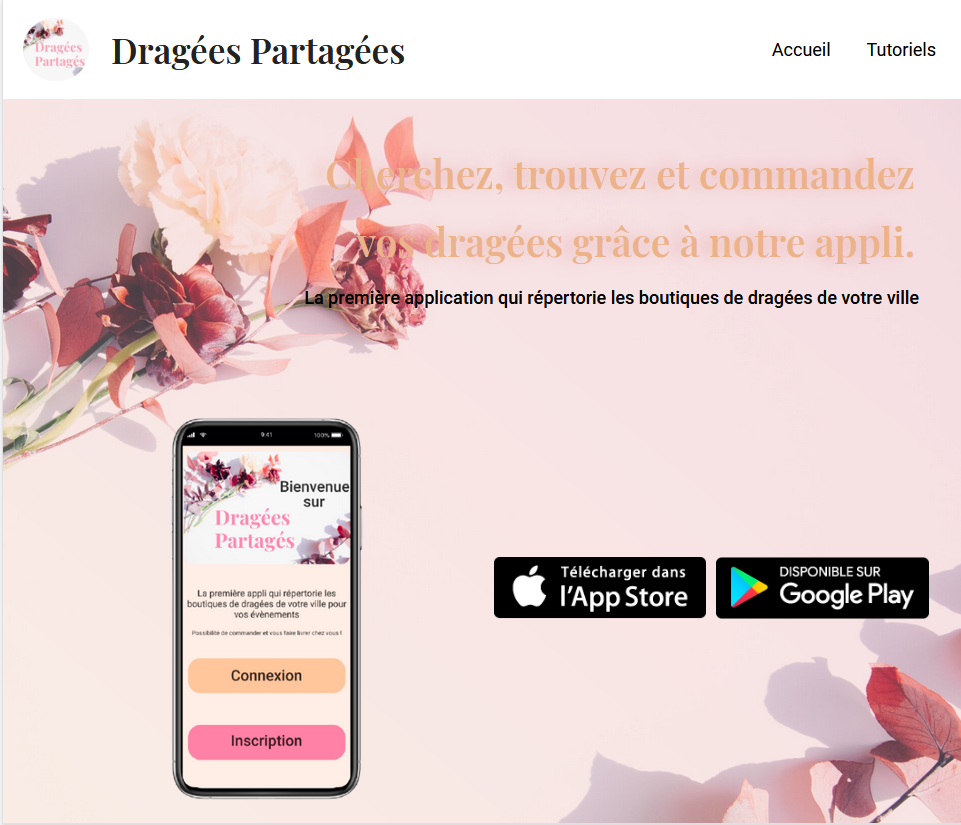 Dragées
Partagés
Dragées Partagées
Accueil
Tutoriels
Cherchez, trouvez et commandez
vos dragées grâce à notre appli.
La première application qui répertorie les boutiques de dragées de votre ville
9:41
100%
Bienvenue
sur
Dragées
Partagés
La première appli qui répertorie les
boutiques de dragées de votre ville pour
vos évènements
Possibilité de commander et vous faire livrer chez vous !
Connexion
Inscription
Télécharger dans
l'App Store
DISPONIBLE SUR
Google Play